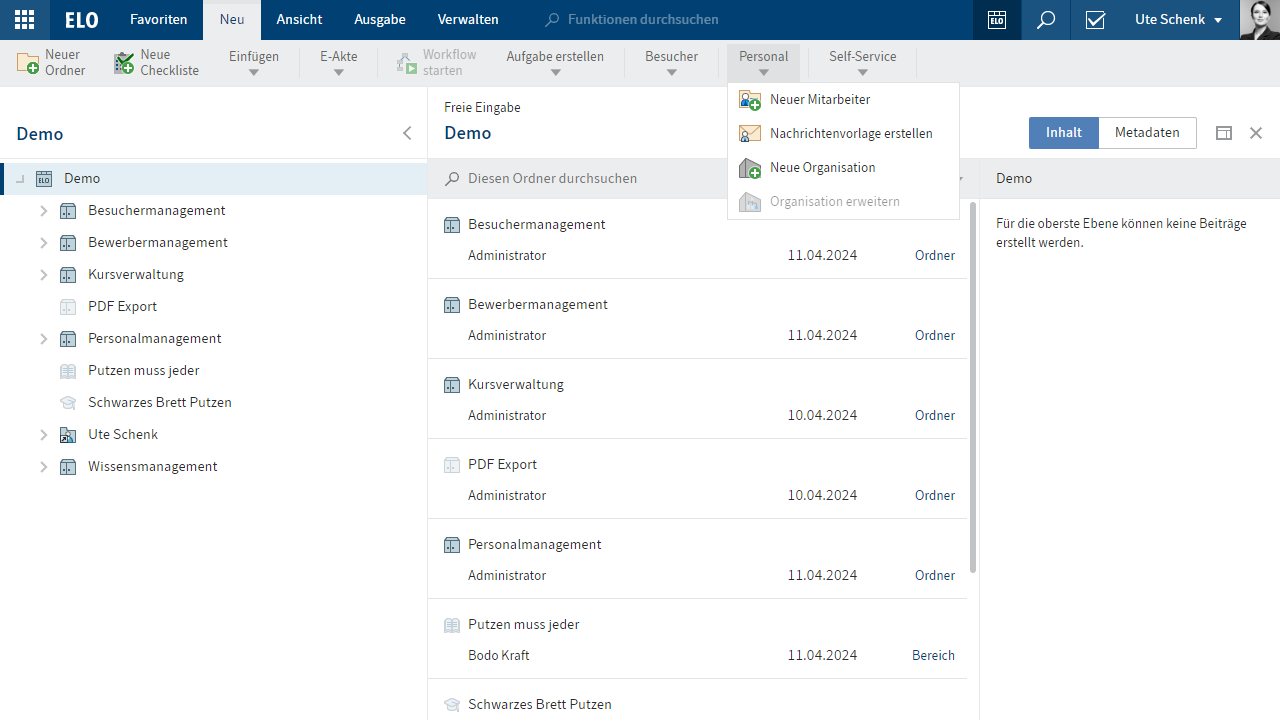 ELO
Favoriten
Neu
Ansicht
Ausgabe
Verwalten
Funktionen durchsuchen
ELO
Ute Schenk
Neuer
Ordner
Neue
Checkliste
Einfügen
E-Akte
Workflow
starten
Aufgabe erstellen
Besucher
Personal
Self-Service
Neuer Mitarbeiter
Nachrichtenvorlage erstellen
Neue Organisation
Organisation erweitern
Demo
Freie Eingabe
Demo
Inhalt
Metadaten
ELO
Demo
Besuchermanagement
Bewerbermanagement
Kursverwaltung
PDF Export
Personalmanagement
Putzen muss jeder
Schwarzes Brett Putzen
Ute Schenk
Wissensmanagement
Diesen Ordner durchsuchen
Besuchermanagement
Administrator 11.04.2024 Ordner
Bewerbermanagement
Administrator 11.04.2024 Ordner
Kursverwaltung
Administrator 10.04.2024 Ordner
PDF Export
Administrator 10.04.2024 Ordner
Personalmanagement
Administrator 11.04.2024 Ordner
Putzen muss jeder
Bodo Kraft 11.04.2024 Bereich
Schwarzes Brett Putzen
Demo
Für die oberste Ebene können keine Beiträge
erstellt werden.